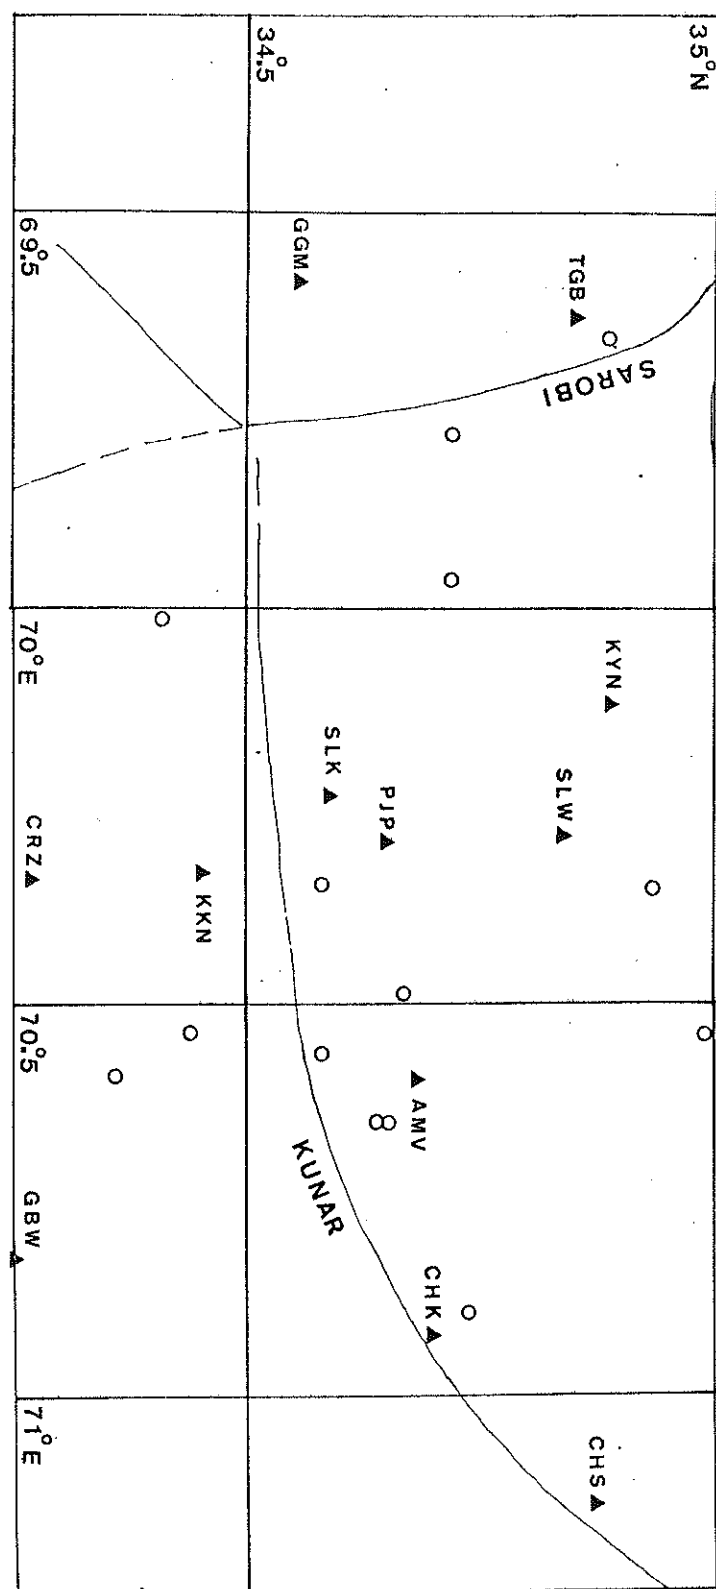 35°N
34.5°
69.5°
70°E
70.5°
71°E
TGB
GGM
SAROBI
KYN
SLW
SLK
PJP
KKN
CRZ
AMV
KUNAR
GBW
CHK
CHS